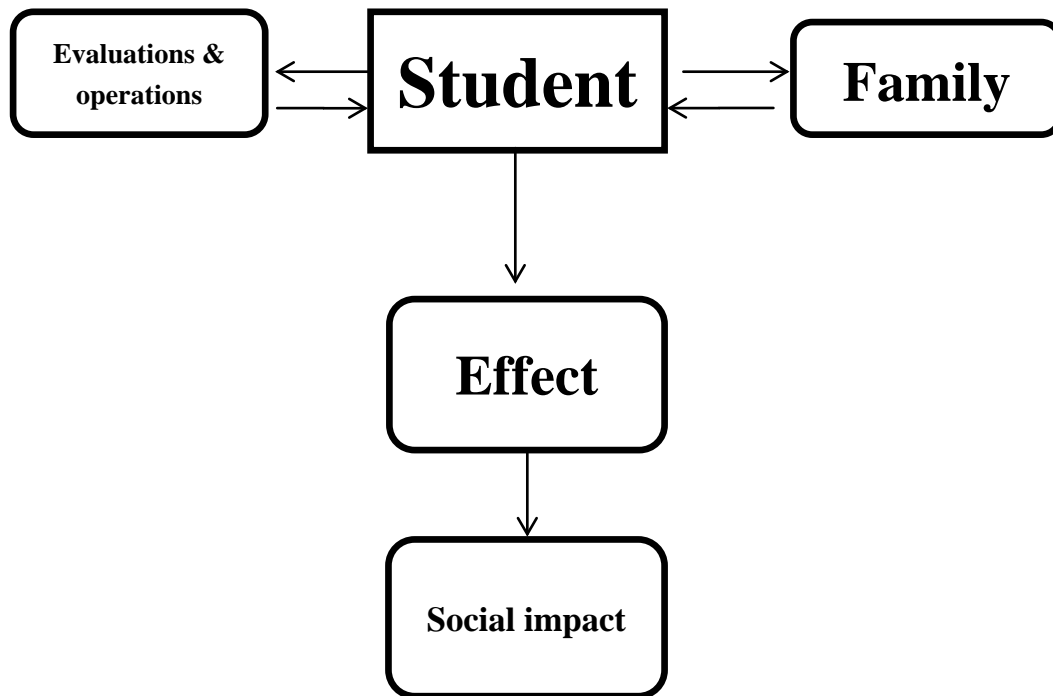 Evaluations &
operations
Student
Family
Effect
Social impact